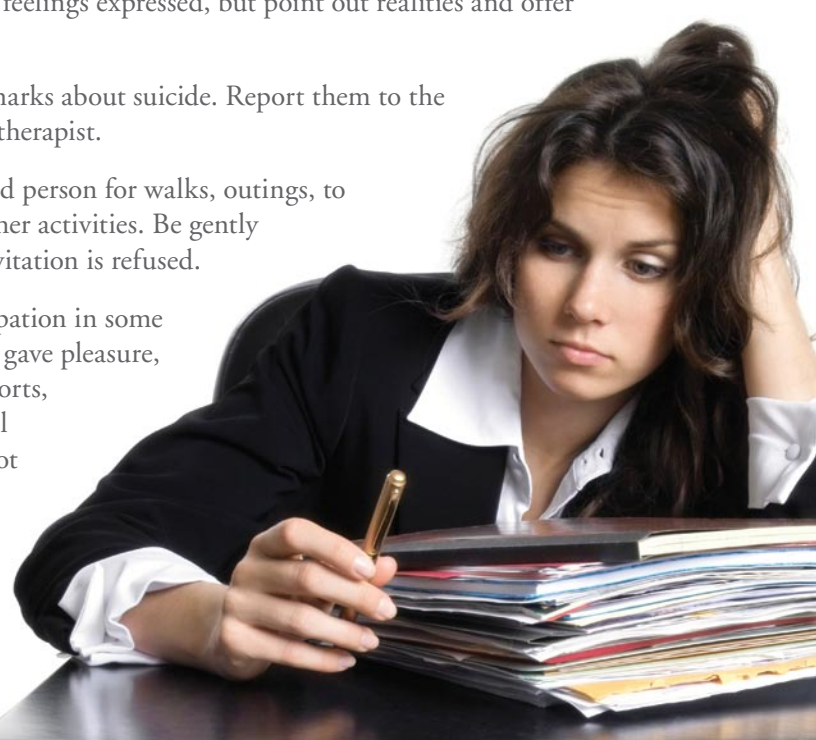 feelings expressed, but point out realities and offer
marks about suicide. Report them to the
therapist.
d person for walks, outings, to
her activities. Be gently
vitation is refused.
pation in some
gave pleasure,
orts,
l
ot